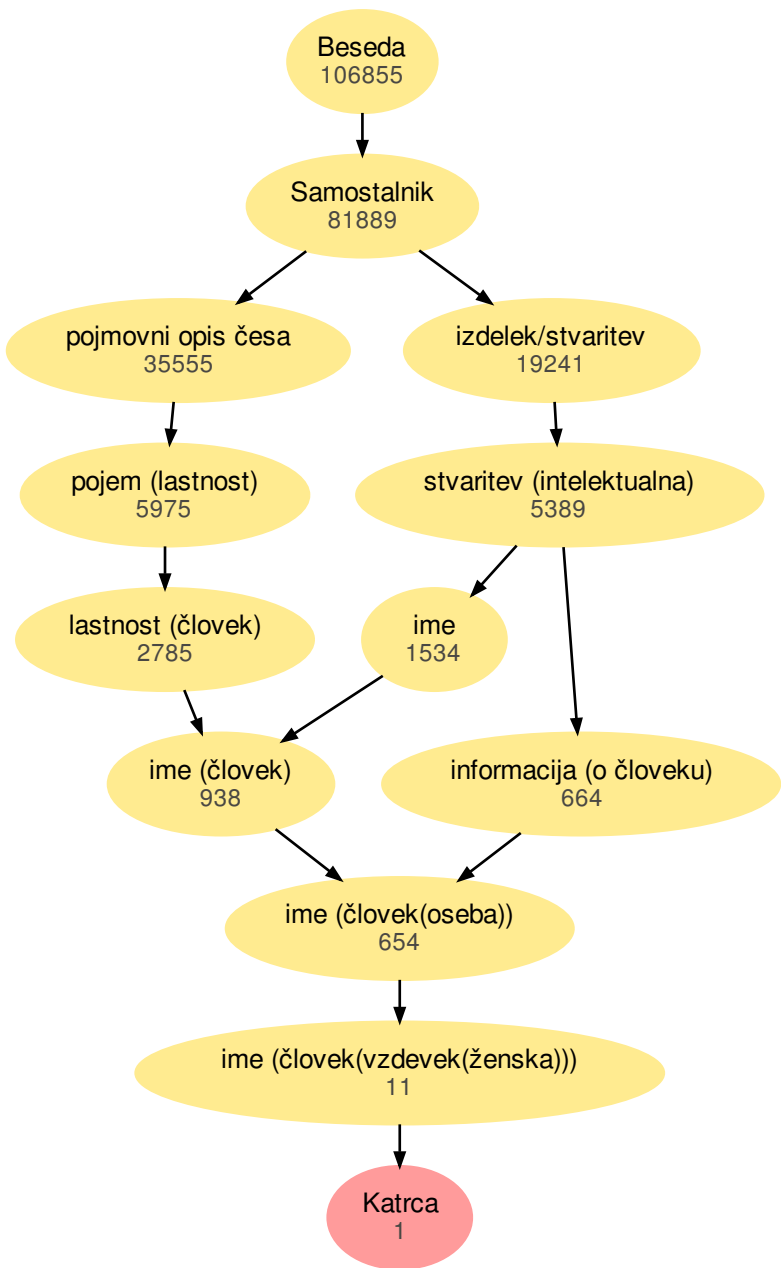 Beseda
106855
Samostalnik
81889
pojmovni opis česa
35555
izdelek/stvaritev
19241
pojem (lastnost)
5975
stvaritev (intelektualna)
5389
lastnost (človek)
2785
ime
1534
ime (človek)
938
informacija (o človeku)
664
ime (človek(oseba))
654
ime (človek(vzdevek(ženska)))
11
Katrca
1